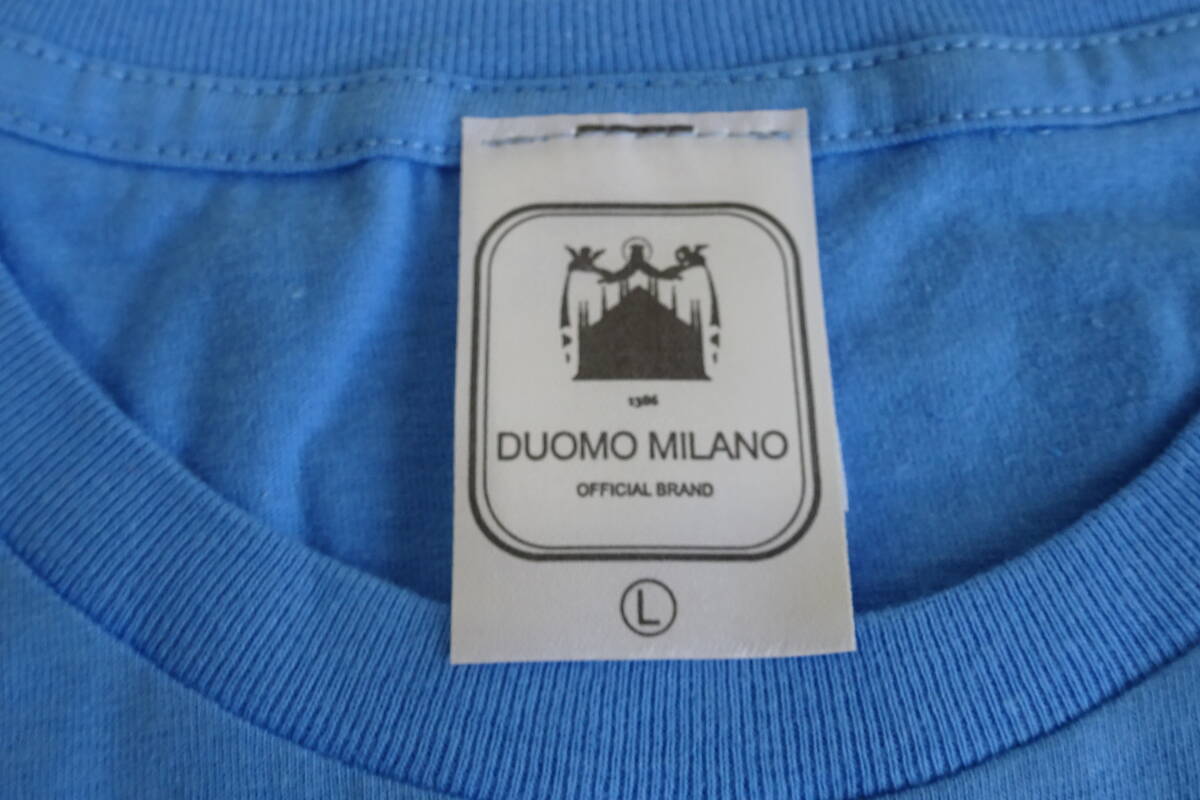 1386
DUOMO MILANO
OFFICIAL BRAND
L